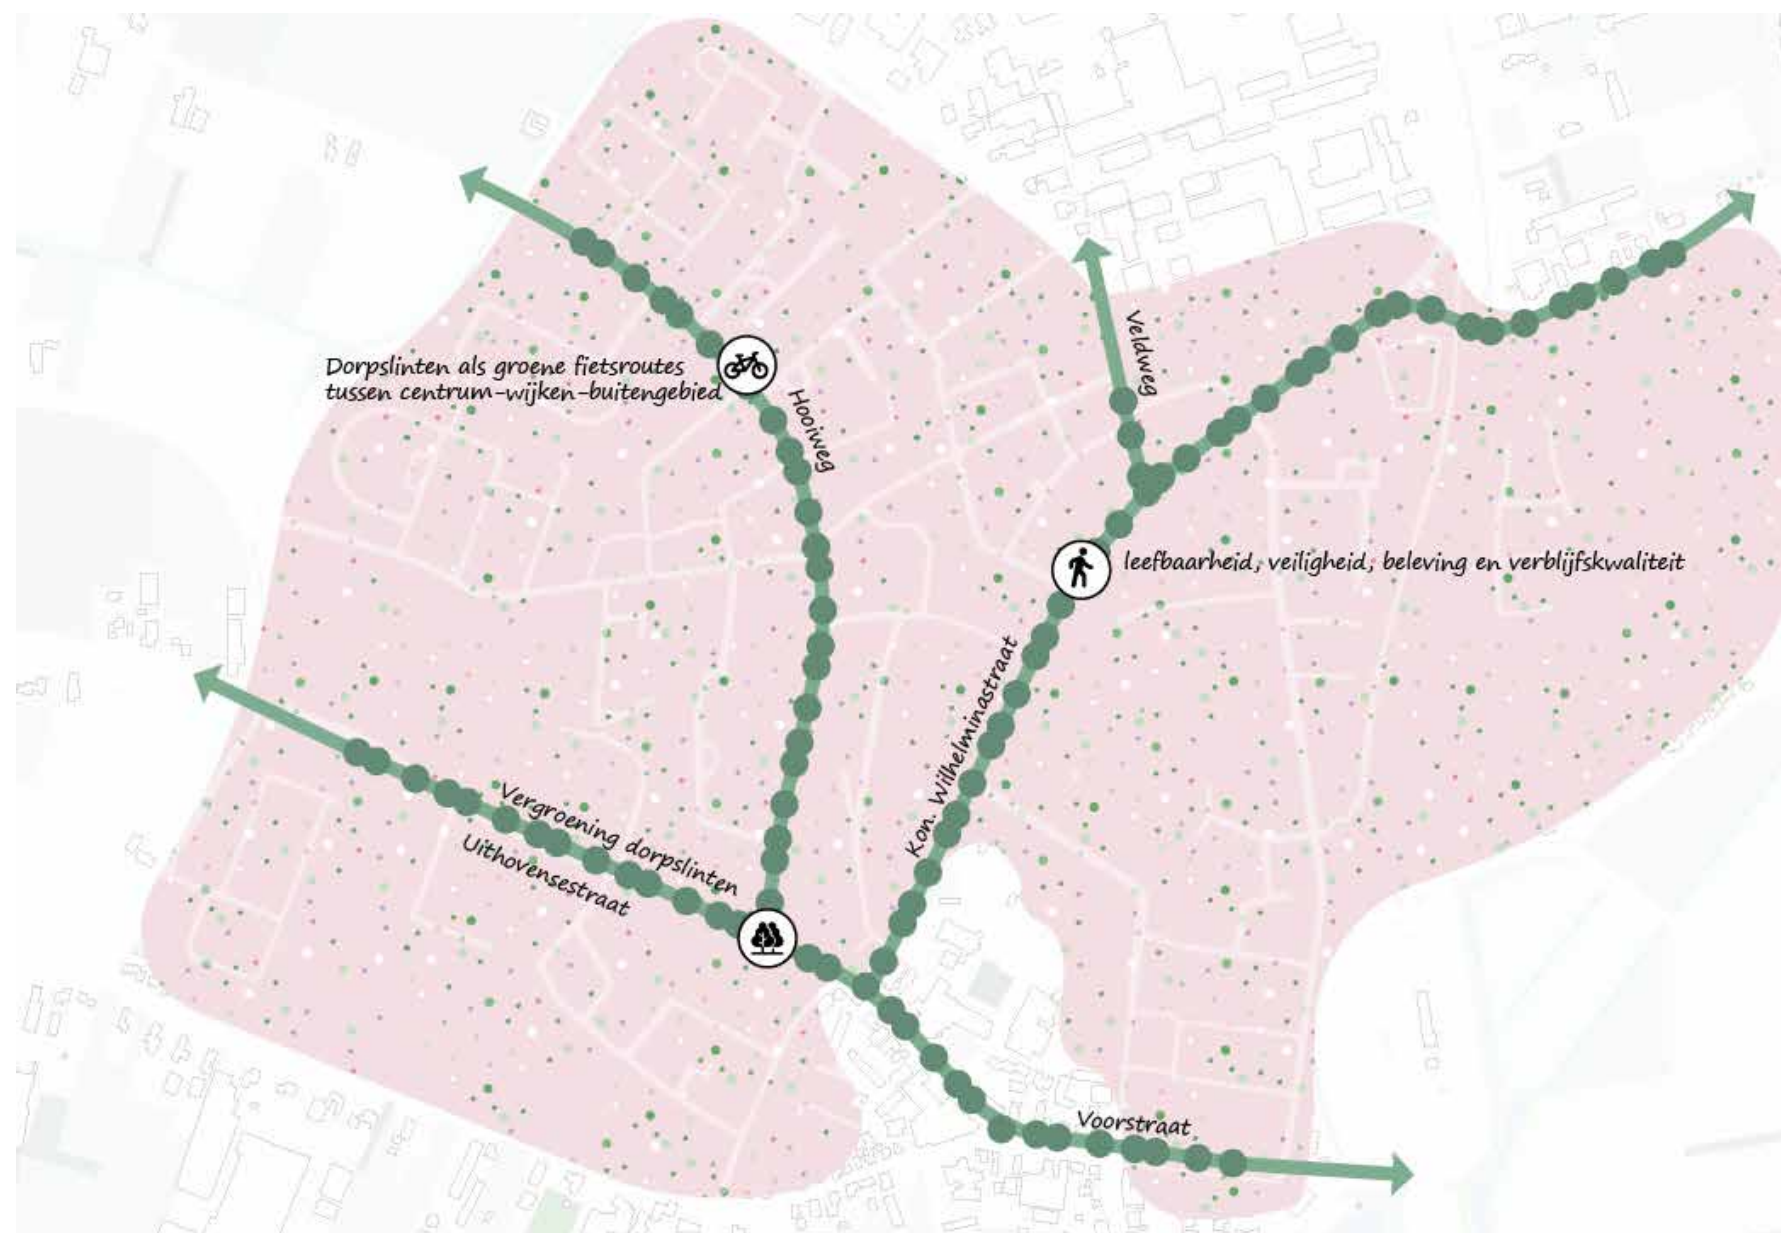 Veldweg
Dorpslinten als groene fietsroutes
tussen centrum-wijken-buitengebied
Hooiweg
leefbaarheid, veiligheid, beleving en verblijfskwaliteit
Kon. Wilhelminastraat
Vergroening dorpslinten
Uithovensestraat
Voorstraat